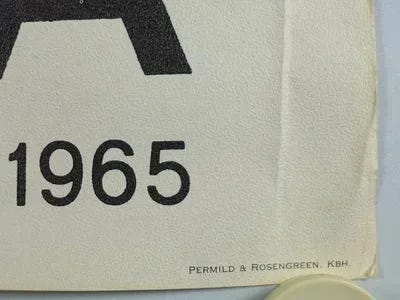 A
1965
PERMILD & ROSENGREEN, KBH.